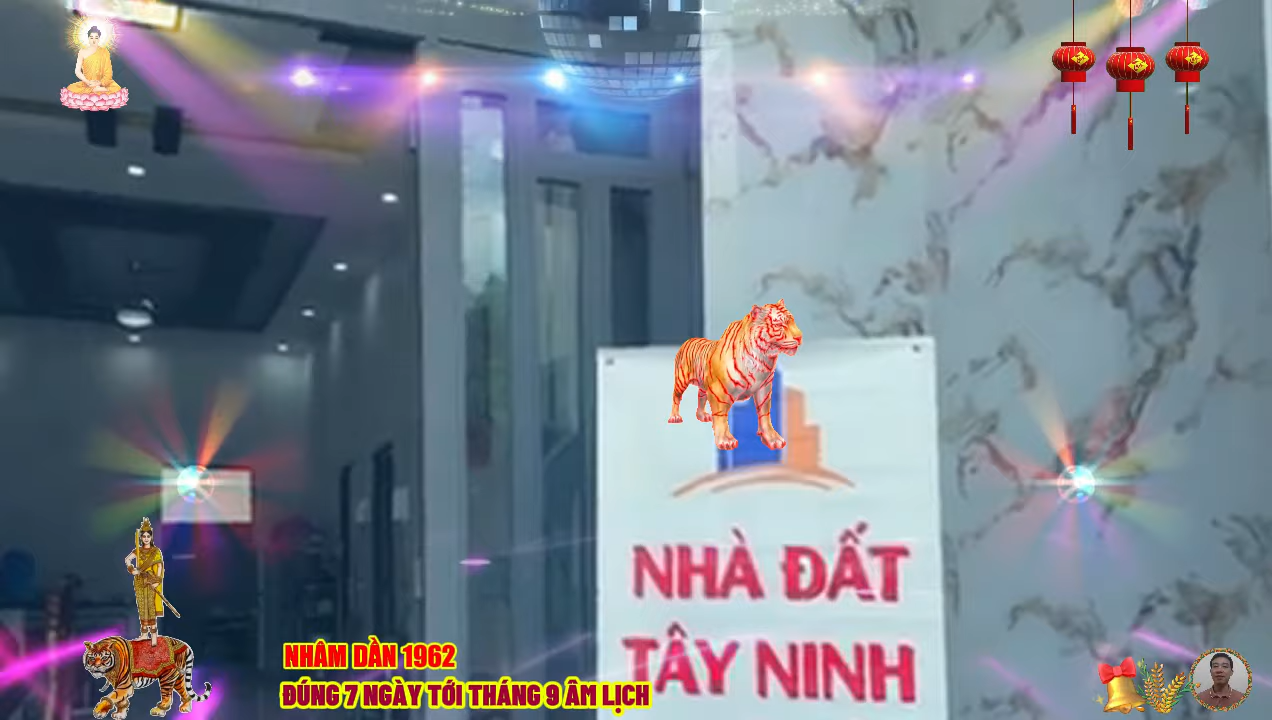 NHÀ ĐẤT
TÂY NINH
NHÂM DẦN 1962
ĐÚNG 7 NGÀY TỚI THÁNG 9 ÂM LỊCH